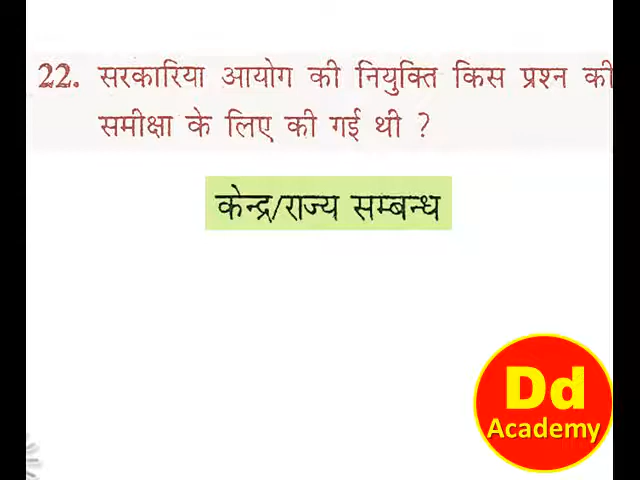 22. सरकारिया आयोग की नियुक्ति किस प्रश्न की
समीक्षा के लिए की गई थी ?
केन्द्र/राज्य सम्बन्ध
Dd
Academy